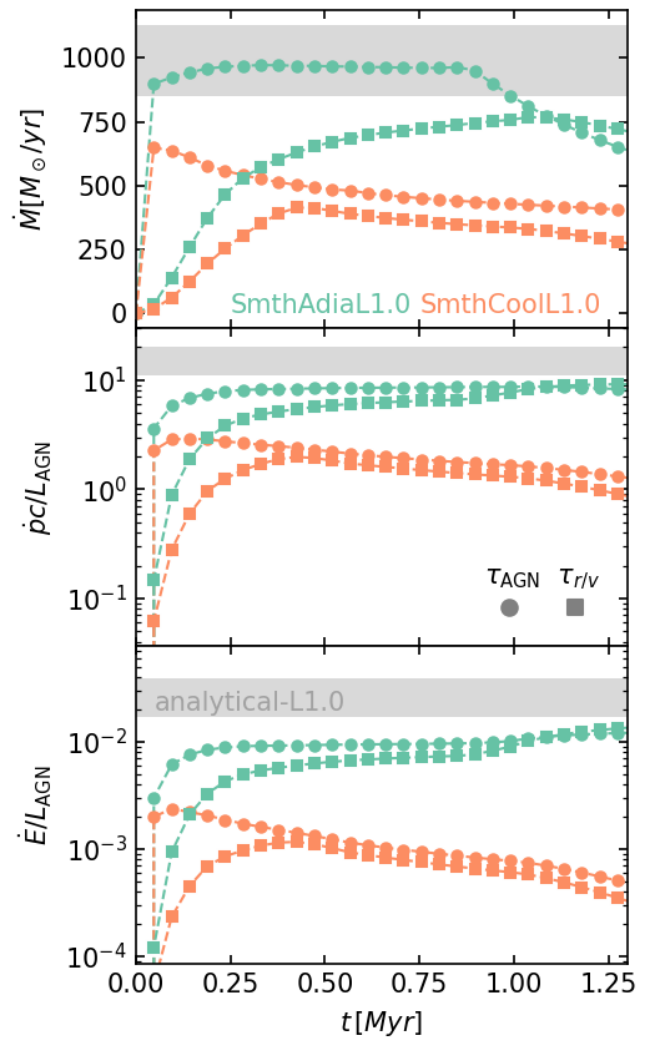 1000
750
500
250
0
Ṁ[M⊙/yr]
SmthAdiaL1.0 SmthCoolL1.0
10¹
10⁰
10⁻¹
ṗc/L_AGN
τ_AGN τ_r/v
analytical-L1.0
10⁻²
10⁻³
10⁻⁴
Ė/L_AGN
0.00 0.25 0.50 0.75 1.00 1.25
t [Myr]